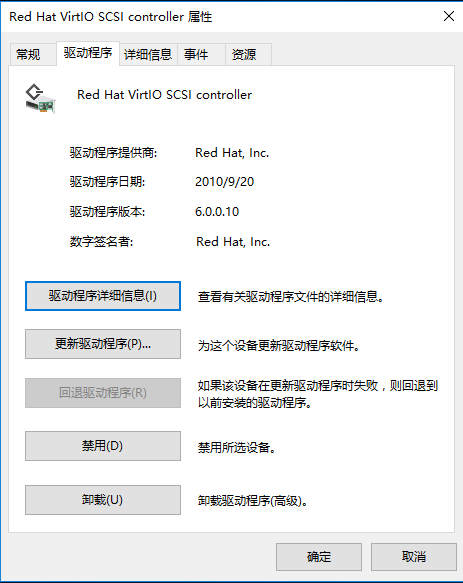 Red Hat VirtIO SCSI controller 属性
常规 驱动程序 详细信息 事件 资源
Red Hat VirtIO SCSI controller
驱动程序提供商: Red Hat, Inc.
驱动程序日期: 2010/9/20
驱动程序版本: 6.0.0.10
数字签名者: Red Hat, Inc.
驱动程序详细信息(I) 查看有关驱动程序文件的详细信息。
更新驱动程序(P)... 为这个设备更新驱动程序软件。
回退驱动程序(R) 如果该设备在更新驱动程序时失败，则回退到
以前安装的驱动程序。
禁用(D) 禁用所选设备。
卸载(U) 卸载驱动程序(高级)。
确定 取消